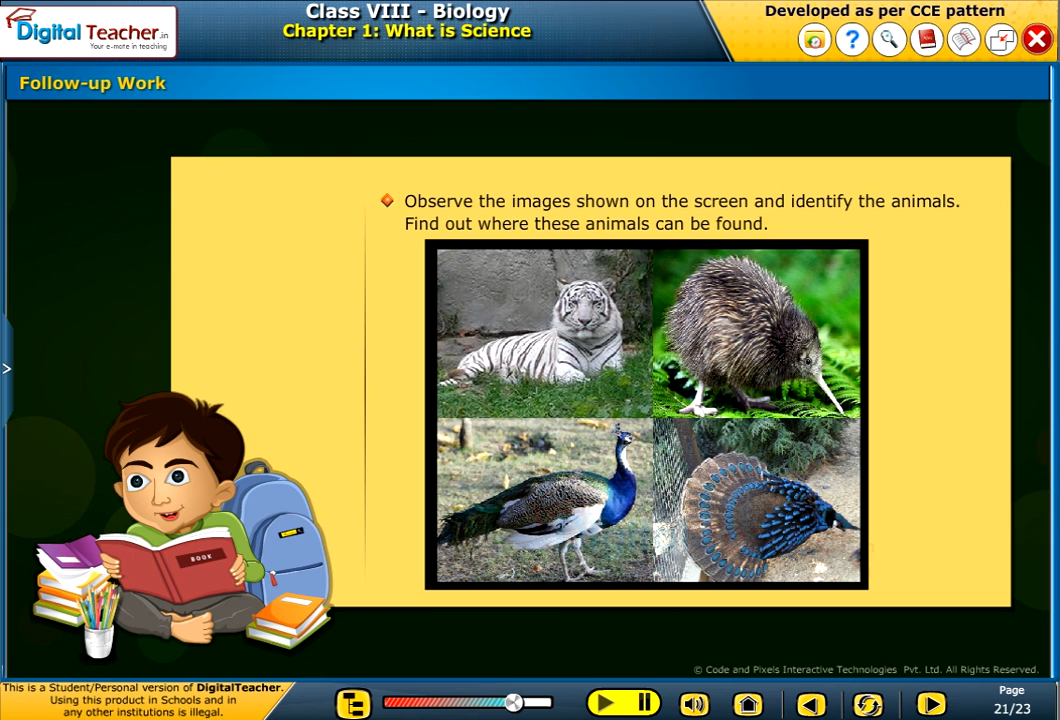 Digital Teacher.in
Your e-mate in teaching
Class VIII - Biology
Chapter 1: What is Science
Developed as per CCE pattern
?
Follow-up Work
Observe the images shown on the screen and identify the animals.
Find out where these animals can be found.
>
BOOK
© Code and Pixels Interactive Technologies Pvt. Ltd. All Rights Reserved.
This is a Student/Personal version of DigitalTeacher.
Using this product in Schools and in
any other institutions is illegal.
Page
21/23